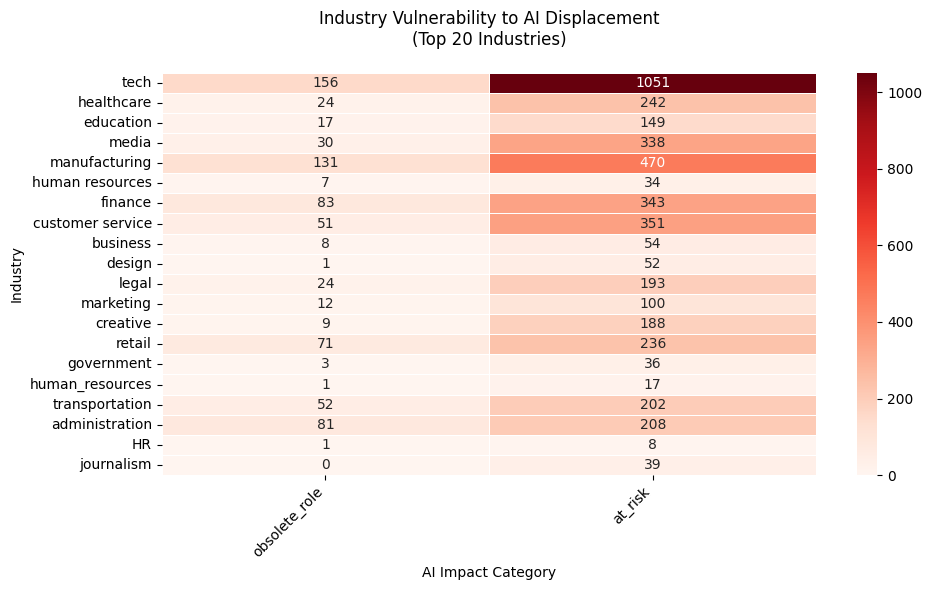 Industry Vulnerability to AI Displacement
(Top 20 Industries)
tech 156 1051
healthcare 24 242
education 17 149
media 30 338
manufacturing 131 470
human resources 7 34
finance 83 343
customer service 51 351
business 8 54
design 1 52
legal 24 193
marketing 12 100
creative 9 188
retail 71 236
government 3 36
human_resources 1 17
transportation 52 202
administration 81 208
HR 1 8
journalism 0 39
Industry
obsolete_role at_risk
AI Impact Category
1000
800
600
400
200
0